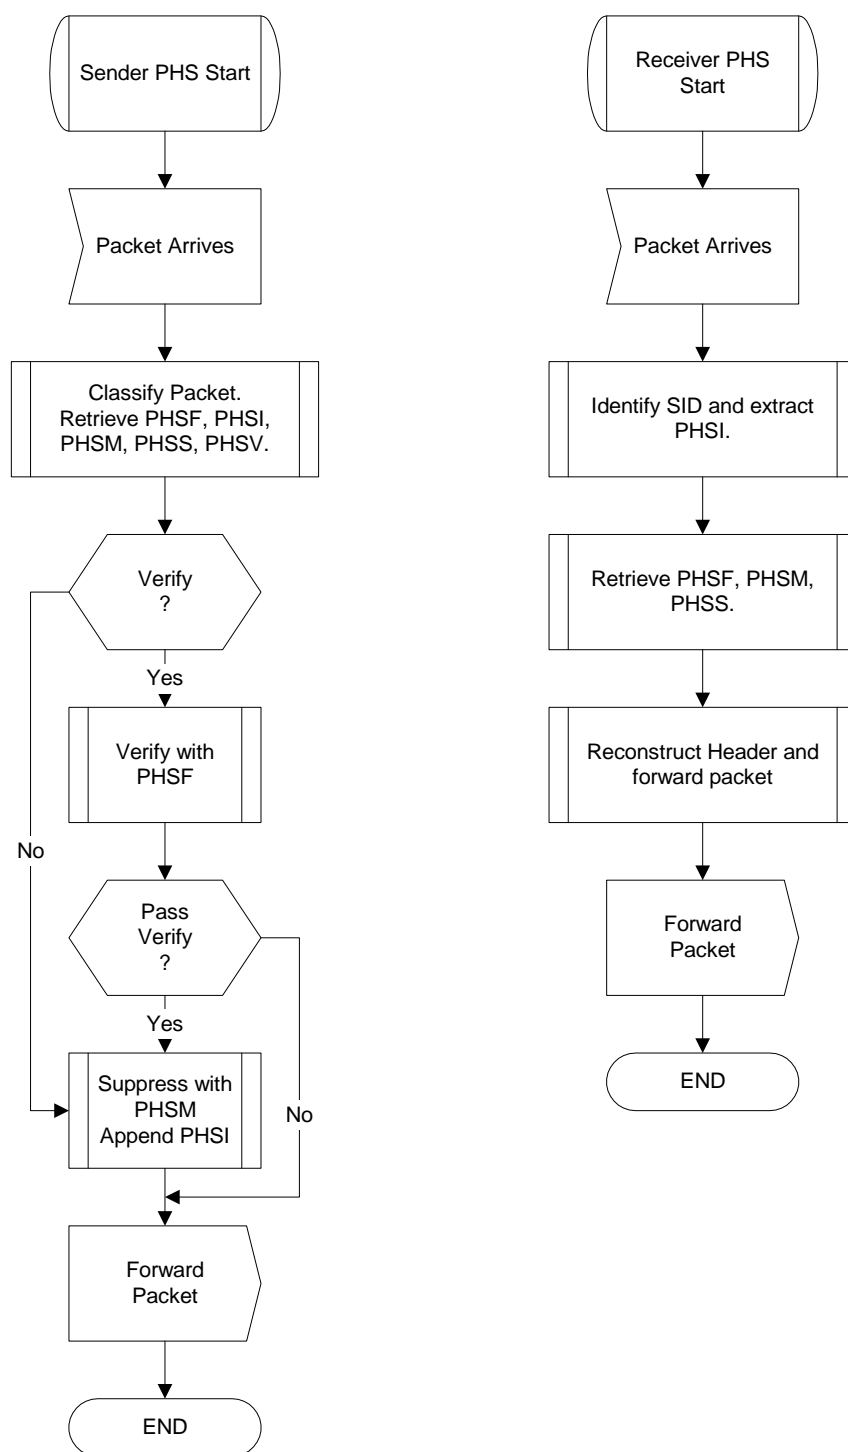 Sender PHS Start
Packet Arrives
Classify Packet.
Retrieve PHSF, PHSI,
PHSM, PHSS, PHSV.
Verify
?
Yes
Verify with
PHSF
No
Pass
Verify
?
Yes
Suppress with
PHSM
Append PHSI
No
Forward
Packet
END
Receiver PHS
Start
Packet Arrives
Identify SID and extract
PHSI.
Retrieve PHSF, PHSM,
PHSS.
Reconstruct Header and
forward packet
Forward
Packet
END